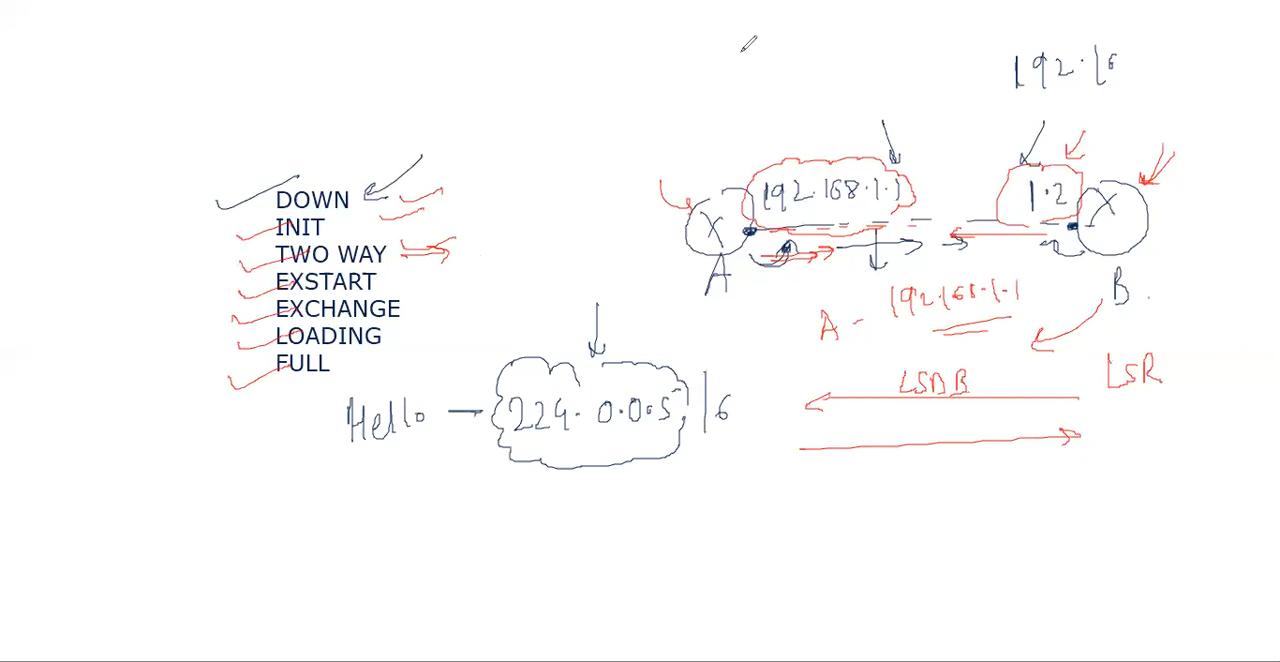 192.16
DOWN
INIT
TWO WAY
EXSTART
EXCHANGE
LOADING
FULL
192.168.1.1
1.2
X
X
A
B.
A - 192.168.1.1
LSR
LSDB
Hello - 224.0.0.5 / 6